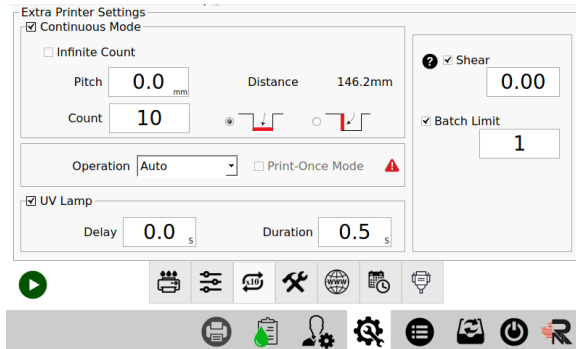 Extra Printer Settings
Continuous Mode
Infinite Count
Pitch 0.0 mm Distance 146.2mm
Count 10
Shear
0.00
Batch Limit
1
Operation Auto Print-Once Mode
UV Lamp
Delay 0.0 s Duration 0.5 s
x10 www